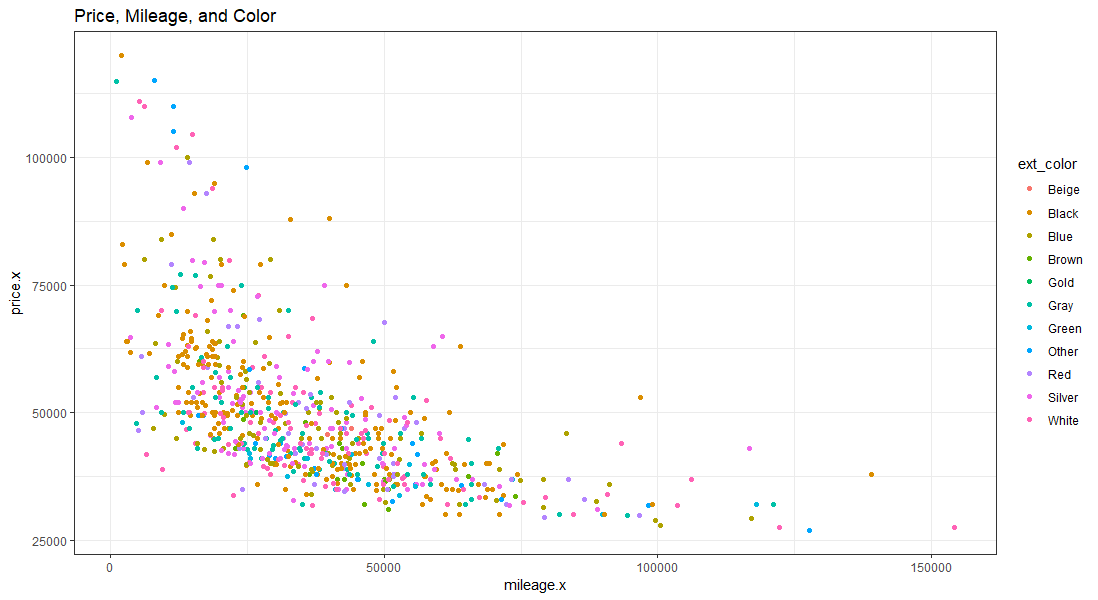 Price, Mileage, and Color
price.x
100000
75000
50000
25000
0
50000
100000
150000
mileage.x
ext_color
Beige
Black
Blue
Brown
Gold
Gray
Green
Other
Red
Silver
White